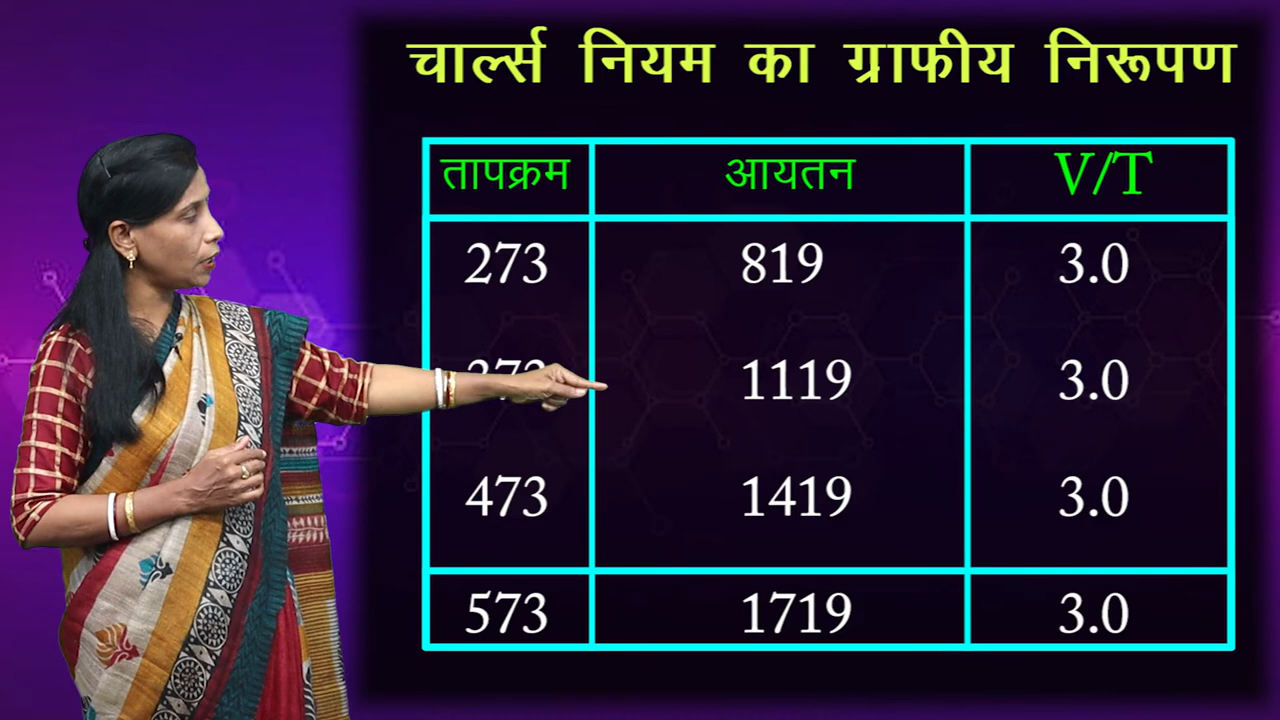 चार्ल्स नियम का ग्राफीय निरूपण
तापक्रम आयतन V/T
273 819 3.0
1119 3.0
473 1419 3.0
573 1719 3.0